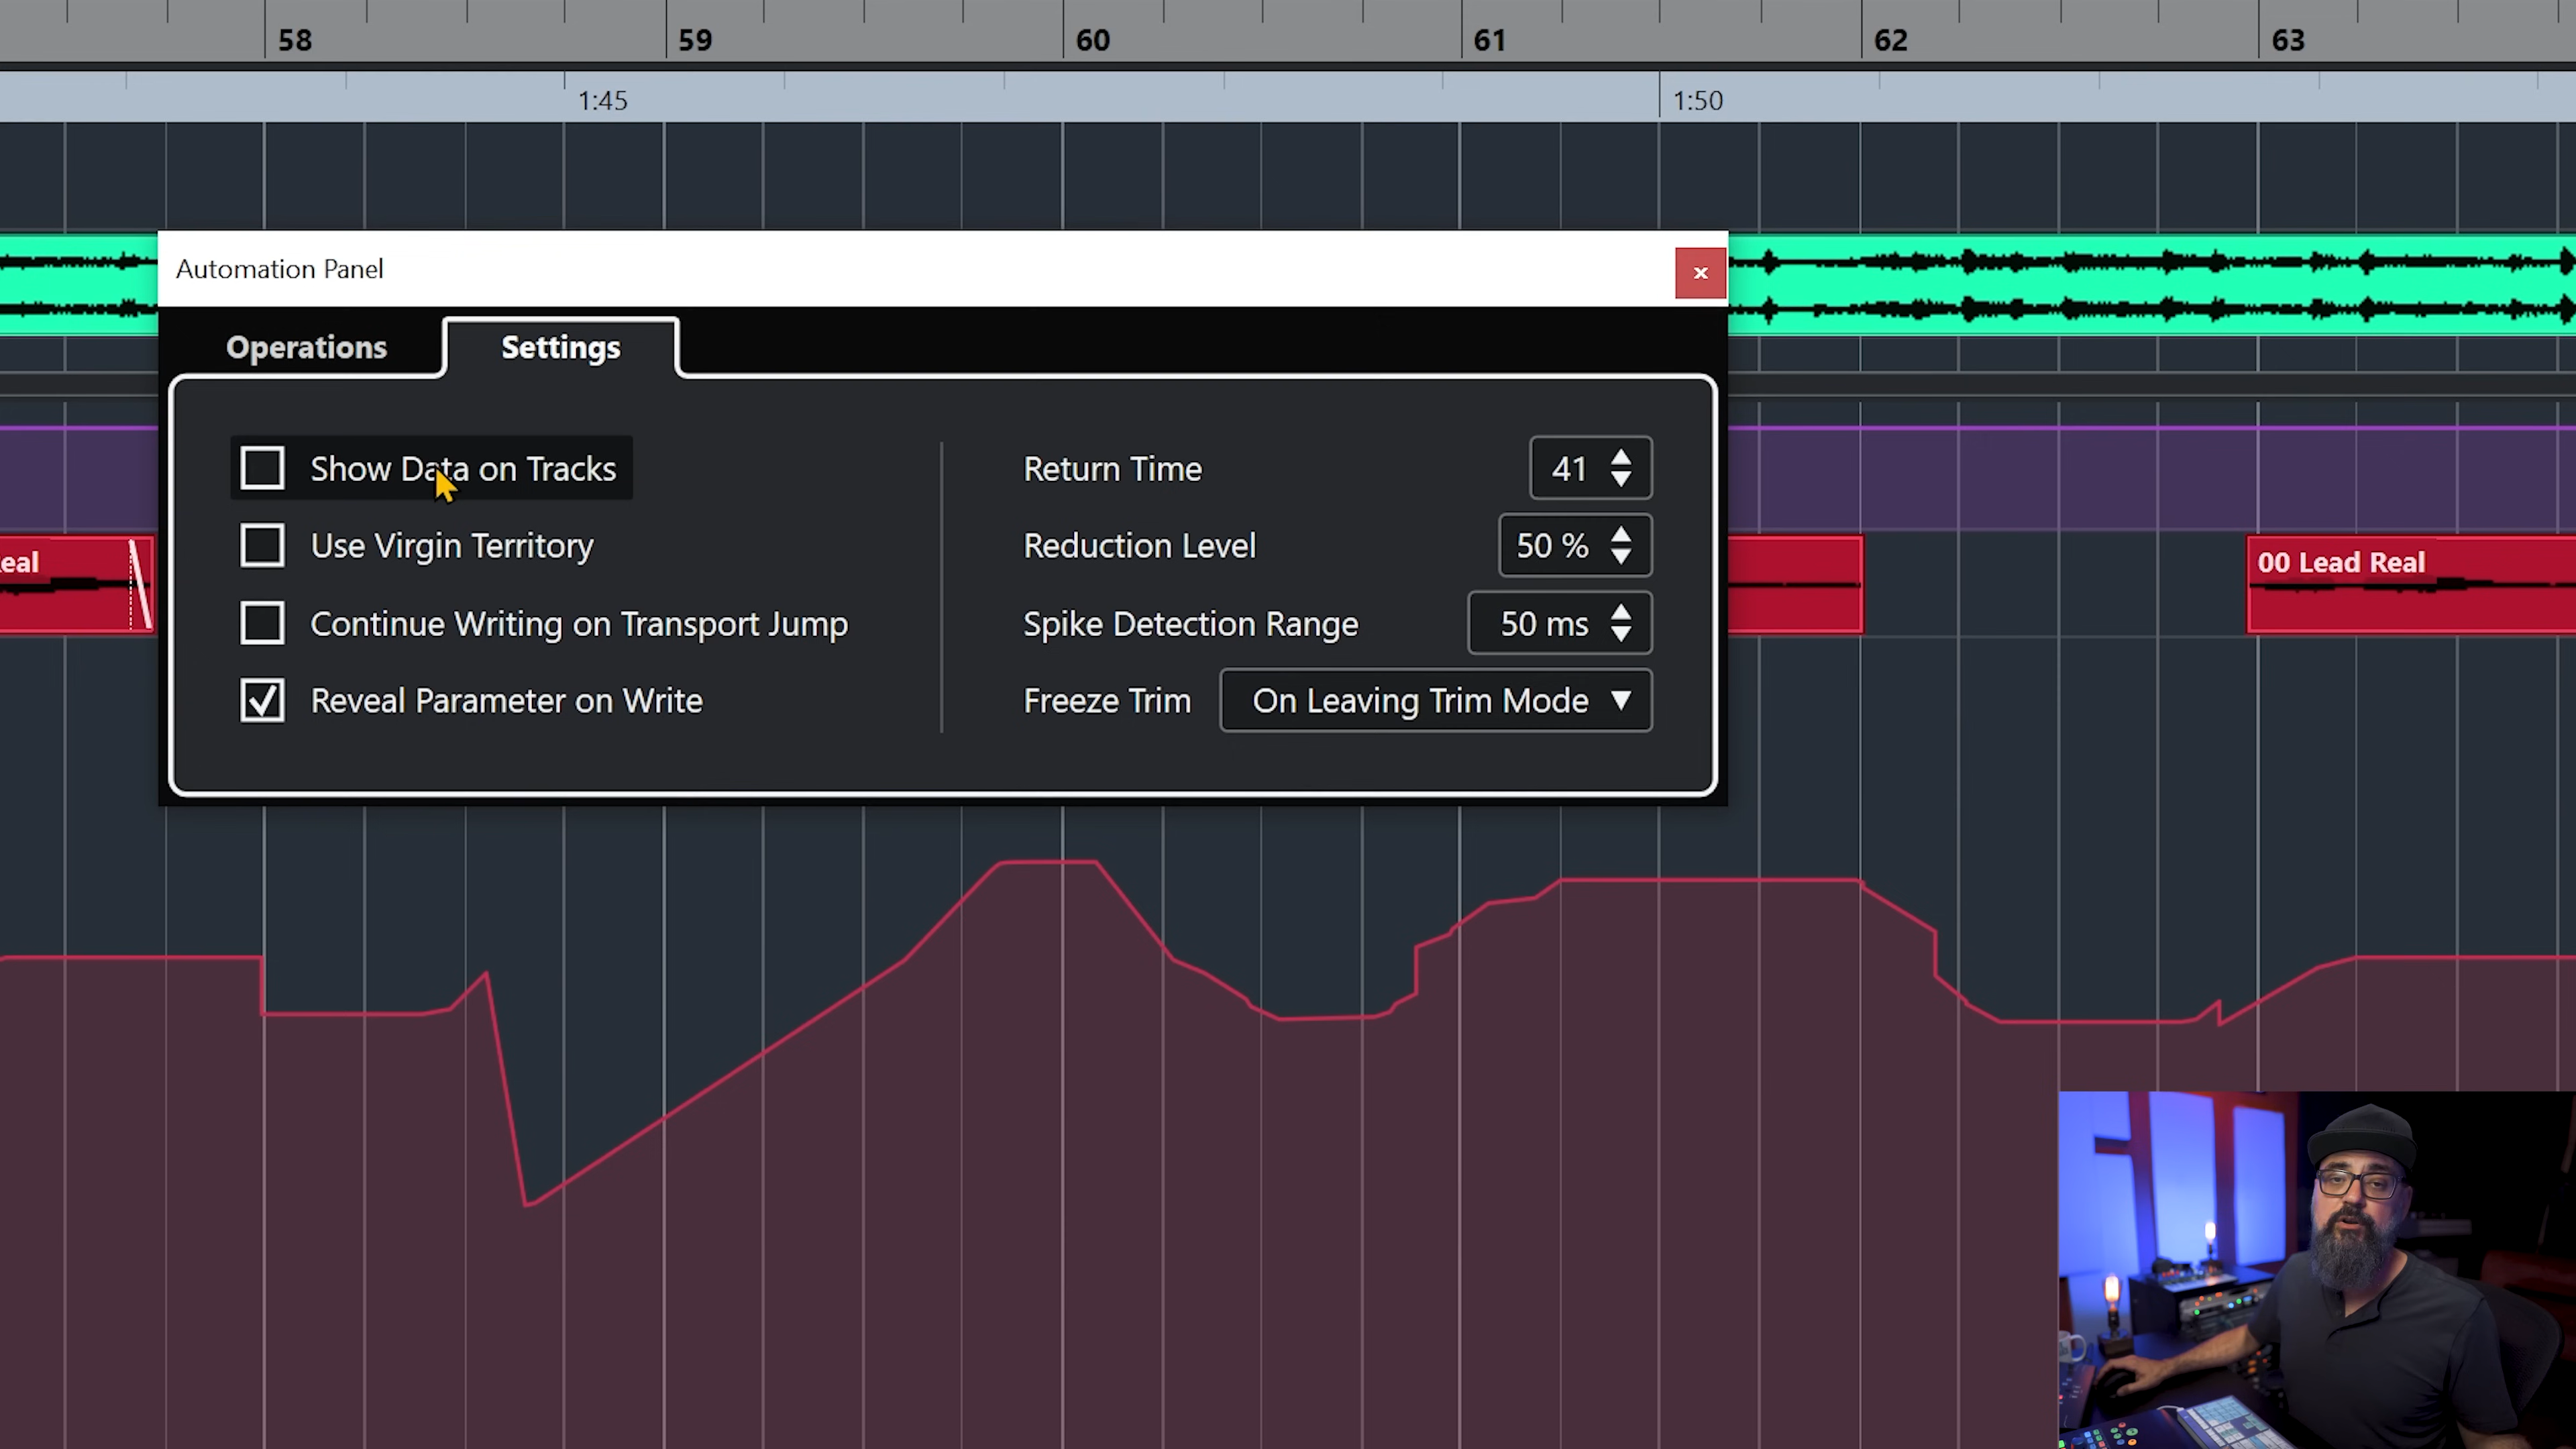 58 59 60 61 62 63
1:45 1:50
Automation Panel
Operations Settings
Show Data on Tracks
Use Virgin Territory
Continue Writing on Transport Jump
Reveal Parameter on Write
Return Time 41
Reduction Level 50 %
Spike Detection Range 50 ms
Freeze Trim On Leaving Trim Mode
eal
00 Lead Real